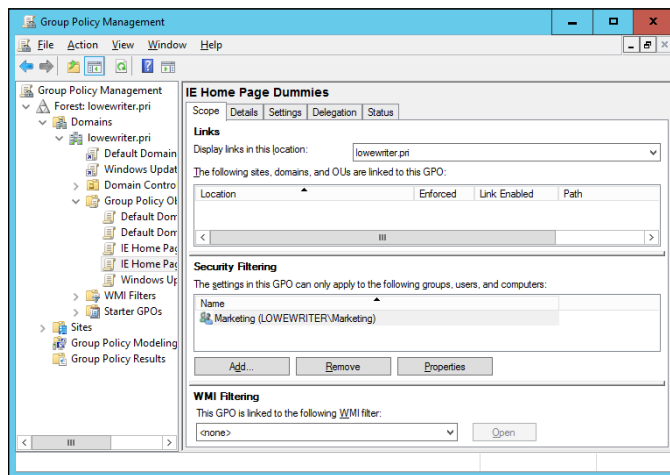 Group Policy Management
File Action View Window Help
Group Policy Management
Forest: lowewriter.pri
Domains
lowewriter.pri
Default Domain
Windows Updat
Domain Contro
Group Policy Ob
Default Dom
Default Dom
IE Home Pag
IE Home Pag
Windows Up
WMI Filters
Starter GPOs
Sites
Group Policy Modeling
Group Policy Results
IE Home Page Dummies
Scope Details Settings Delegation Status
Links
Display links in this location: lowewriter.pri
The following sites, domains, and OUs are linked to this GPO:
Location Enforced Link Enabled Path
Security Filtering
The settings in this GPO can only apply to the following groups, users, and computers:
Name
Marketing (LOWEWRITER\Marketing)
Add... Remove Properties
WMI Filtering
This GPO is linked to the following WMI filter:
<none> Open